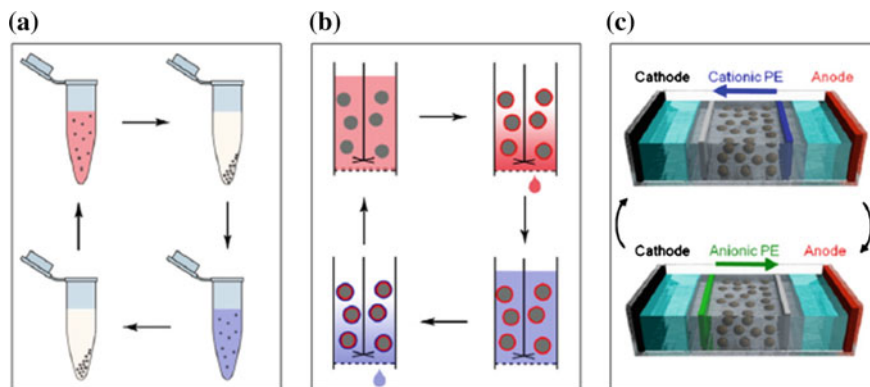 (a)
(b)
(c)
Cathode Cationic PE Anode
Cathode Anionic PE Anode